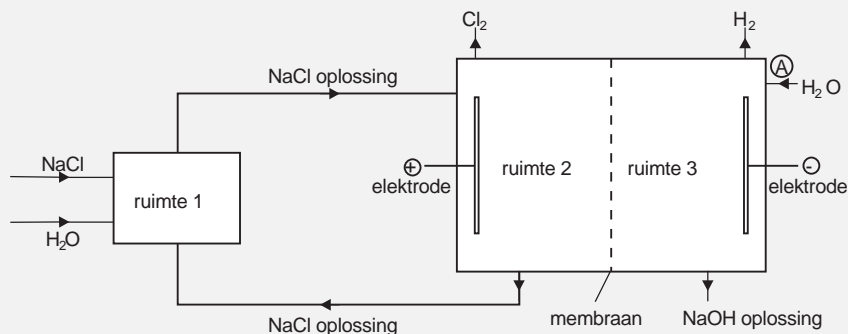 Cl2
H2
NaCl oplossing
A
H2O
NaCl
ruimte 1
H2O
+
elektrode
ruimte 2
ruimte 3
-
elektrode
NaCl oplossing
membraan
NaOH oplossing